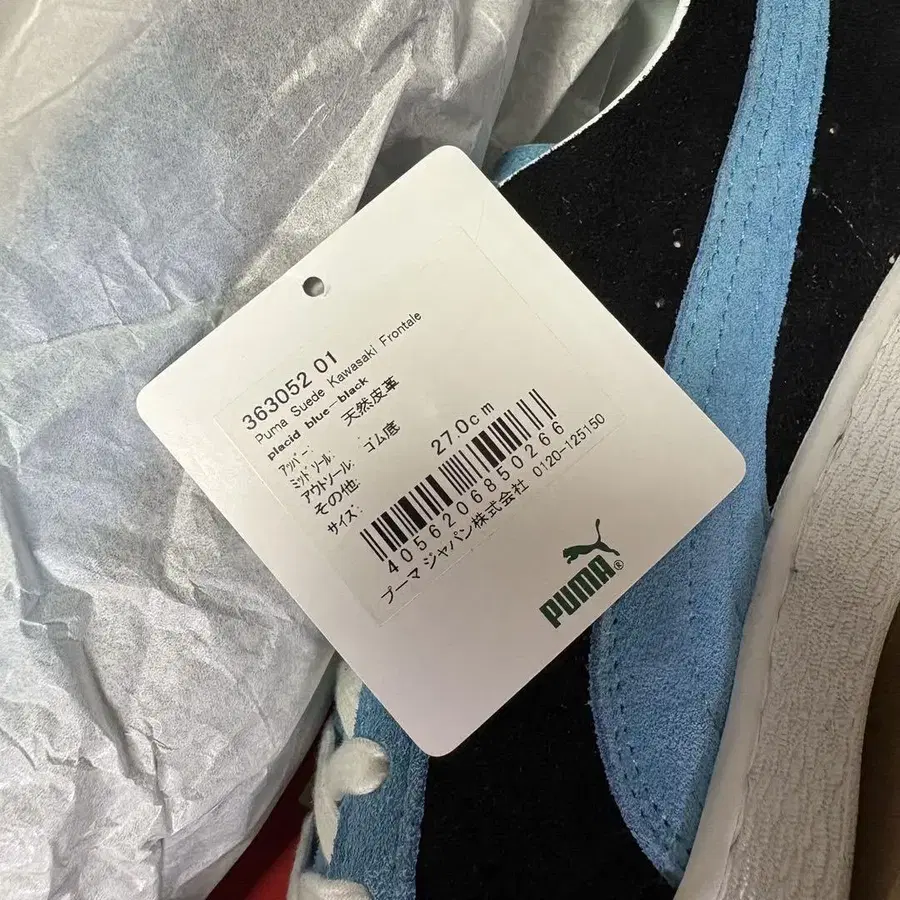 363052 01
Puma Suede Kawasaki Frontale
placid blue-black
アッパー: 天然皮革
ミッドソール:
アウトソール: ゴム底
その他:
サイズ: 27.0cm
4056206850266
プーマ ジャパン株式会社 0120-125150
PUMA®